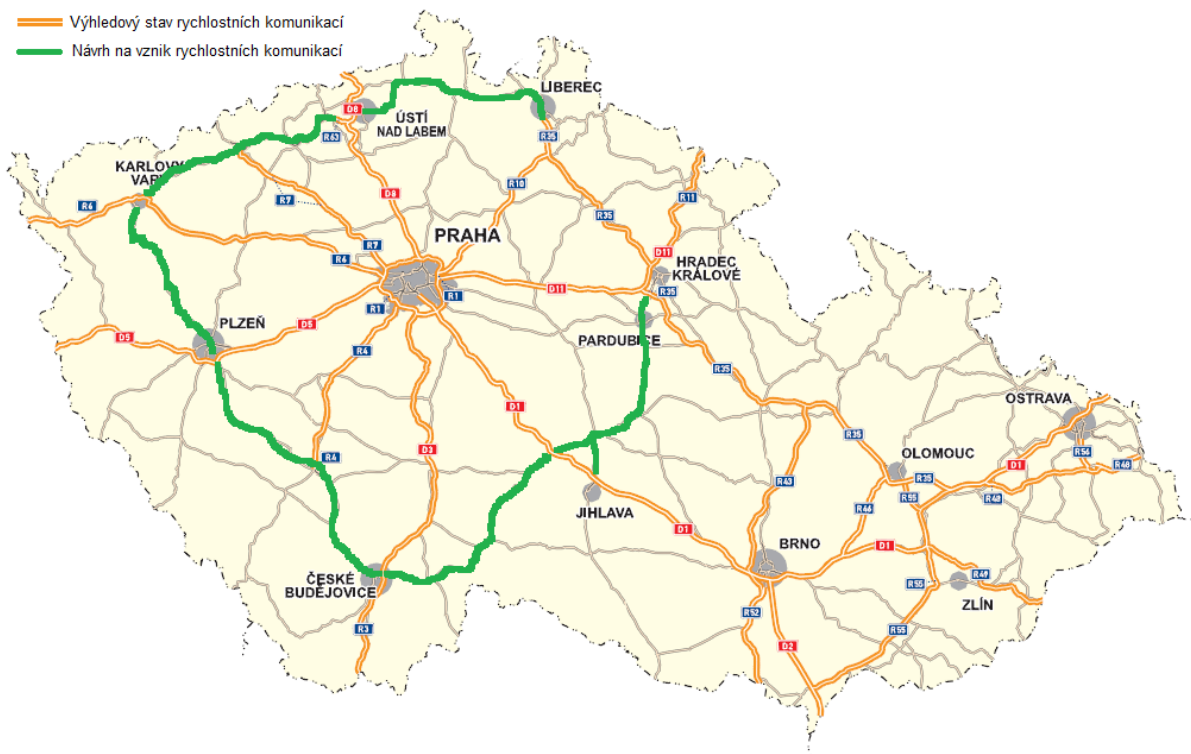 Výhledový stav rychlostních komunikací
Návrh na vznik rychlostních komunikací
LIBEREC
D8
ÚSTÍ
NAD LABEM
R63
R35
KARLOVY
VARY
R10
R6
R7
D8
R11
R35
PRAHA
D11
R7
R6
HRADEC
KRÁLOVÉ
D11
R35
R1
R1
PLZEŇ
D5
D5
PARDUBICE
R4
R35
D1
OSTRAVA
R35
D3
R4
OLOMOUC
R56
D1
R48
R35
R43
R48
R55
JIHLAVA
R46
D1
BRNO
D1
ČESKÉ
BUDĚJOVICE
R49
R55
ZLÍN
R52
R3
R55
D2